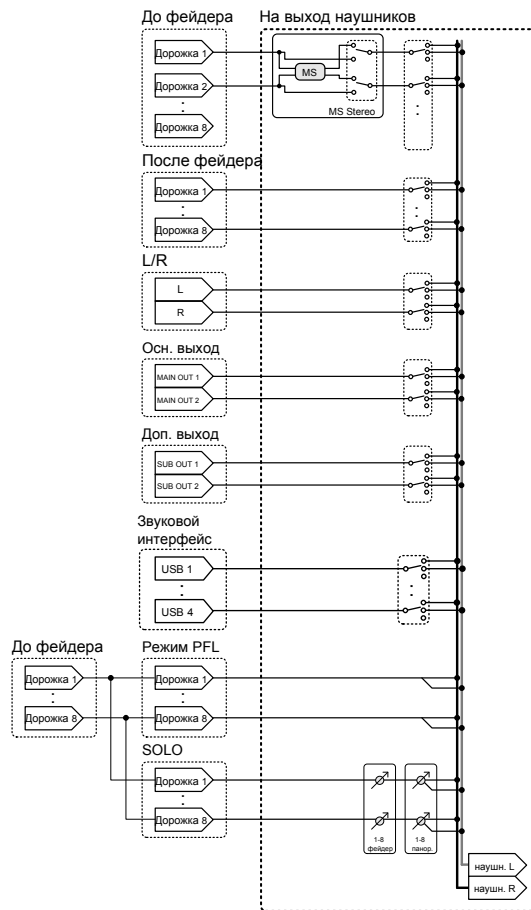 До фейдера
На выход наушников
Дорожка 1
Дорожка 2
Дорожка 8
MS
MS Stereo
После фейдера
Дорожка 1
Дорожка 8
L/R
L
R
Осн. выход
MAIN OUT 1
MAIN OUT 2
Доп. выход
SUB OUT 1
SUB OUT 2
Звуковой
интерфейс
USB 1
USB 4
До фейдера
Режим PFL
Дорожка 1
Дорожка 1
Дорожка 8
Дорожка 8
SOLO
Дорожка 1
Дорожка 8
1-8
фейдер
1-8
панор.
наушн. L
наушн. R